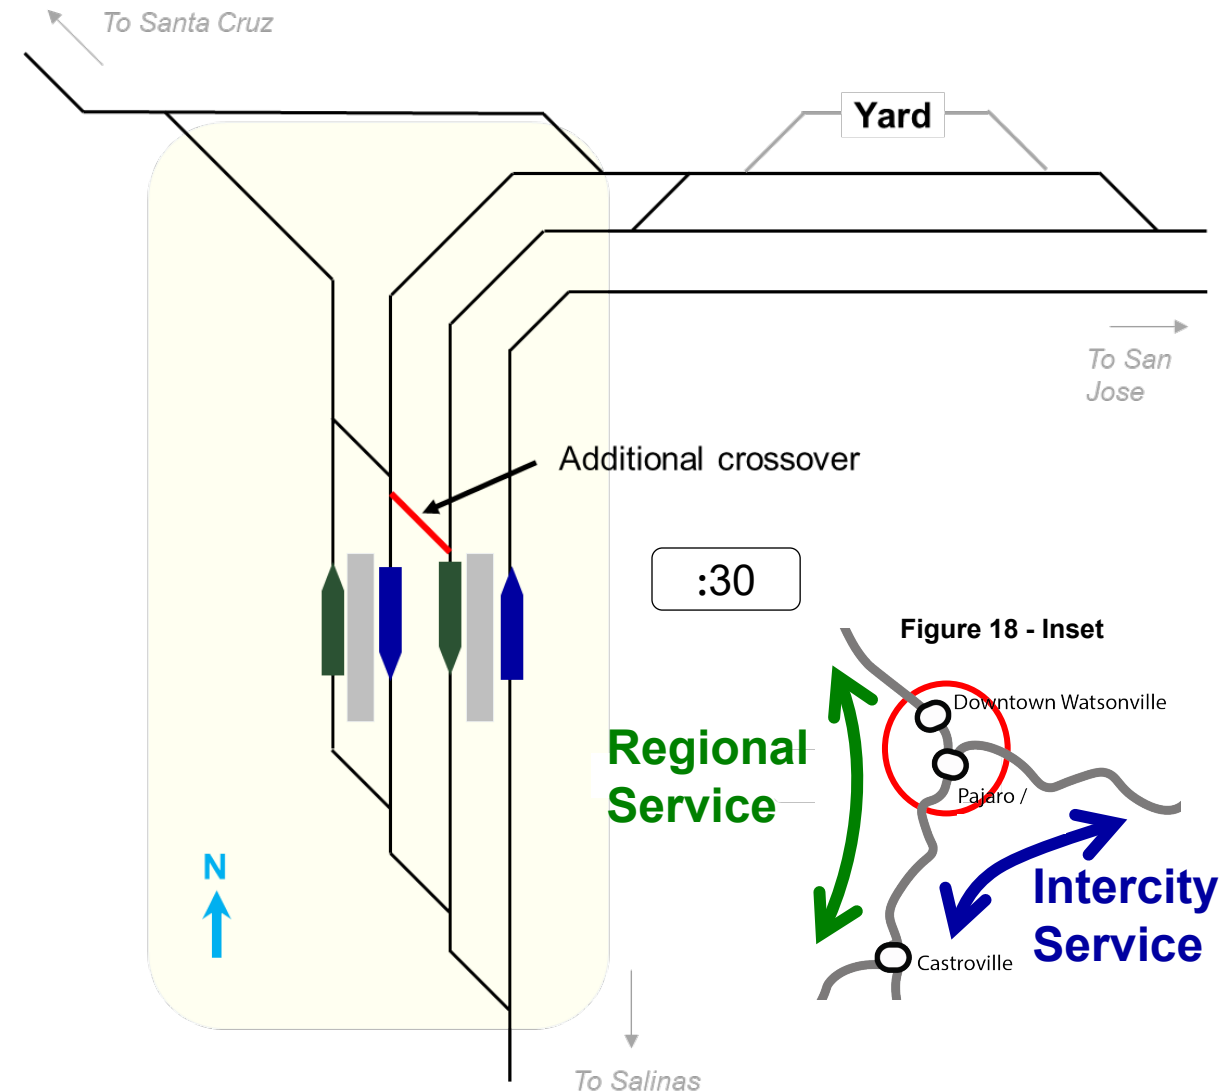 To Santa Cruz
Yard
To San
Jose
Additional crossover
:30
Figure 18 - Inset
Downtown Watsonville
Regional
Service
Pajaro /
N
Intercity
Service
Castroville
To Salinas